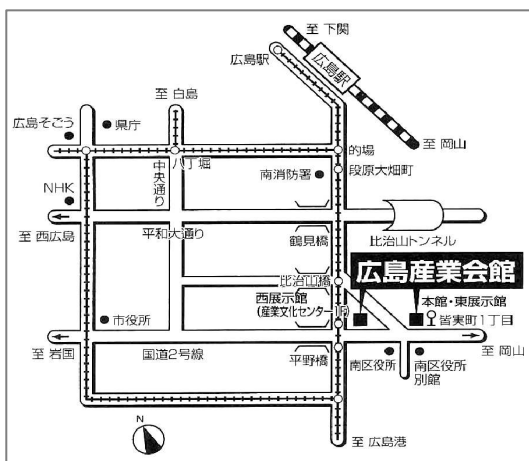 至 下関
広島駅
広島駅
至 白島
広島そごう
県庁
至 岡山
的場
八丁堀
中央通り
南消防署
段原大畑町
NHK
至 西広島
平和大通り
鶴見橋
比治山トンネル
比治山橋
広島産業会館
西展示館
(産業文化センター1F)
本館・東展示館
皆実町1丁目
市役所
至 岩国
国道2号線
平野橋
南区役所
南区役所
別館
至 岡山
N
至 広島港